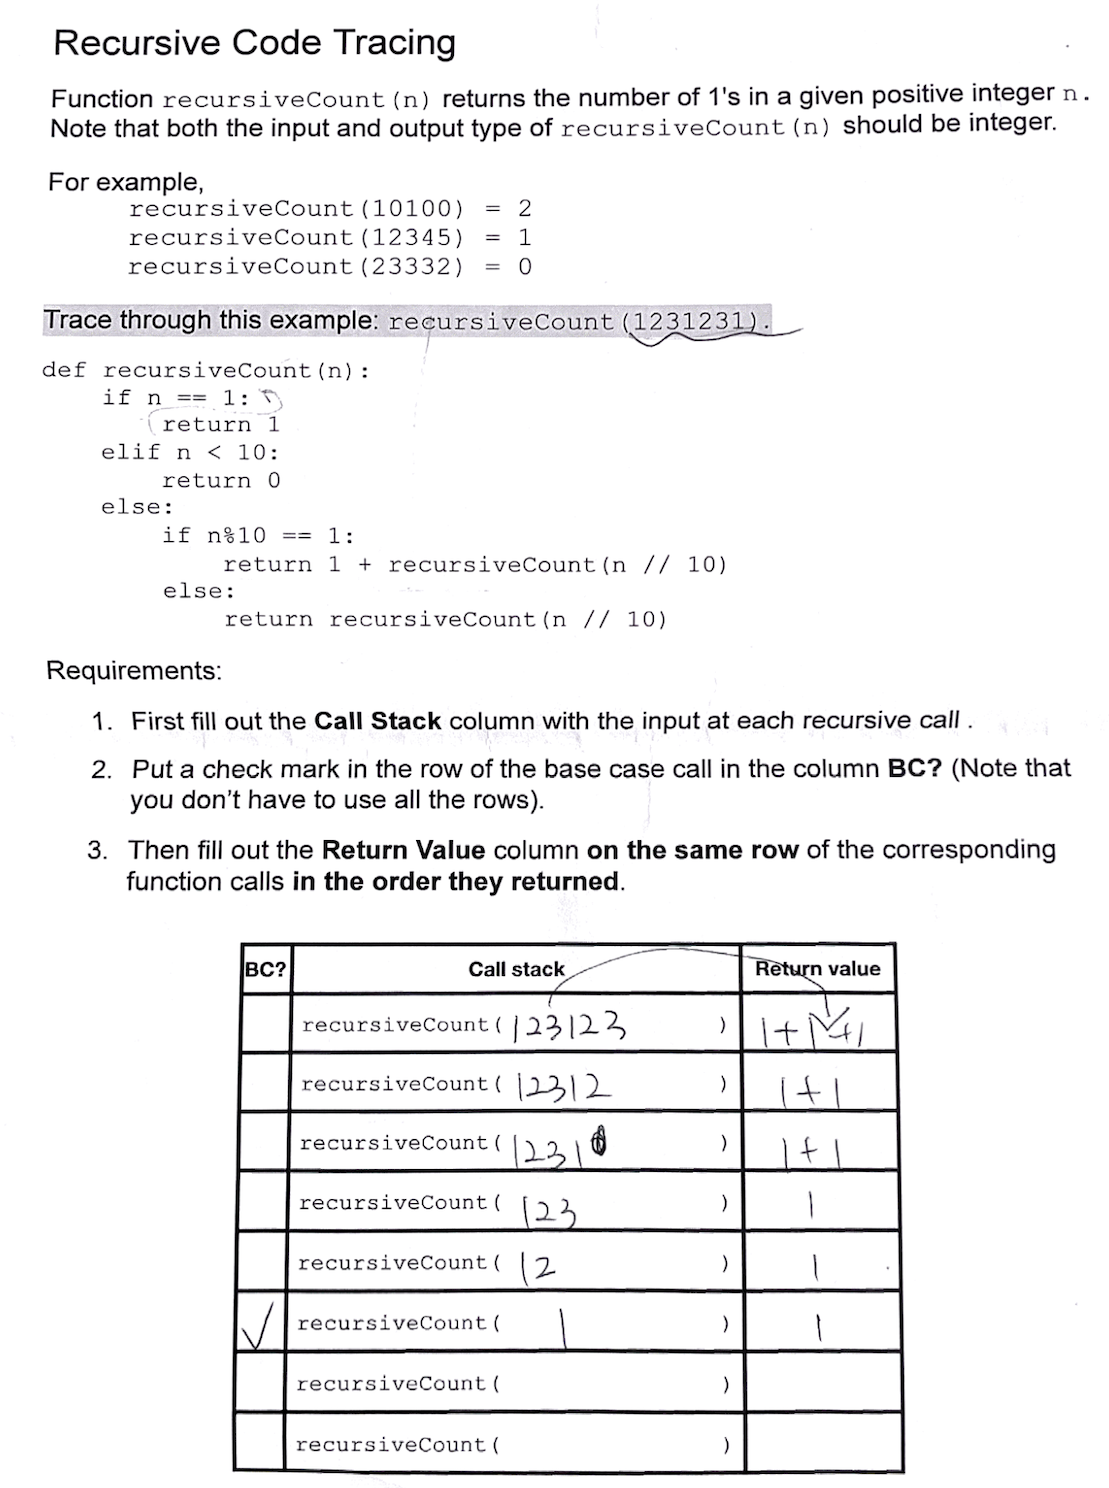 Recursive Code Tracing
Function recursiveCount(n) returns the number of 1's in a given positive integer n.
Note that both the input and output type of recursiveCount(n) should be integer.
For example,
recursiveCount(10100) = 2
recursiveCount(12345) = 1
recursiveCount(23332) = 0
Trace through this example: recursiveCount(1231231).
def recursiveCount(n):
if n == 1:
return 1
elif n < 10:
return 0
else:
if n%10 == 1:
return 1 + recursiveCount(n // 10)
else:
return recursiveCount(n // 10)
Requirements:
1. First fill out the Call Stack column with the input at each recursive call .
2. Put a check mark in the row of the base case call in the column BC? (Note that
you don't have to use all the rows).
3. Then fill out the Return Value column on the same row of the corresponding
function calls in the order they returned.
BC? Call stack Return value
recursiveCount( 123123 ) 1+1+1
recursiveCount( 12312 ) 1+1
recursiveCount( 1231 ) 1+1
recursiveCount( 123 ) 1
recursiveCount( 12 ) 1
✓ recursiveCount( 1 ) 1
recursiveCount( )
recursiveCount( )